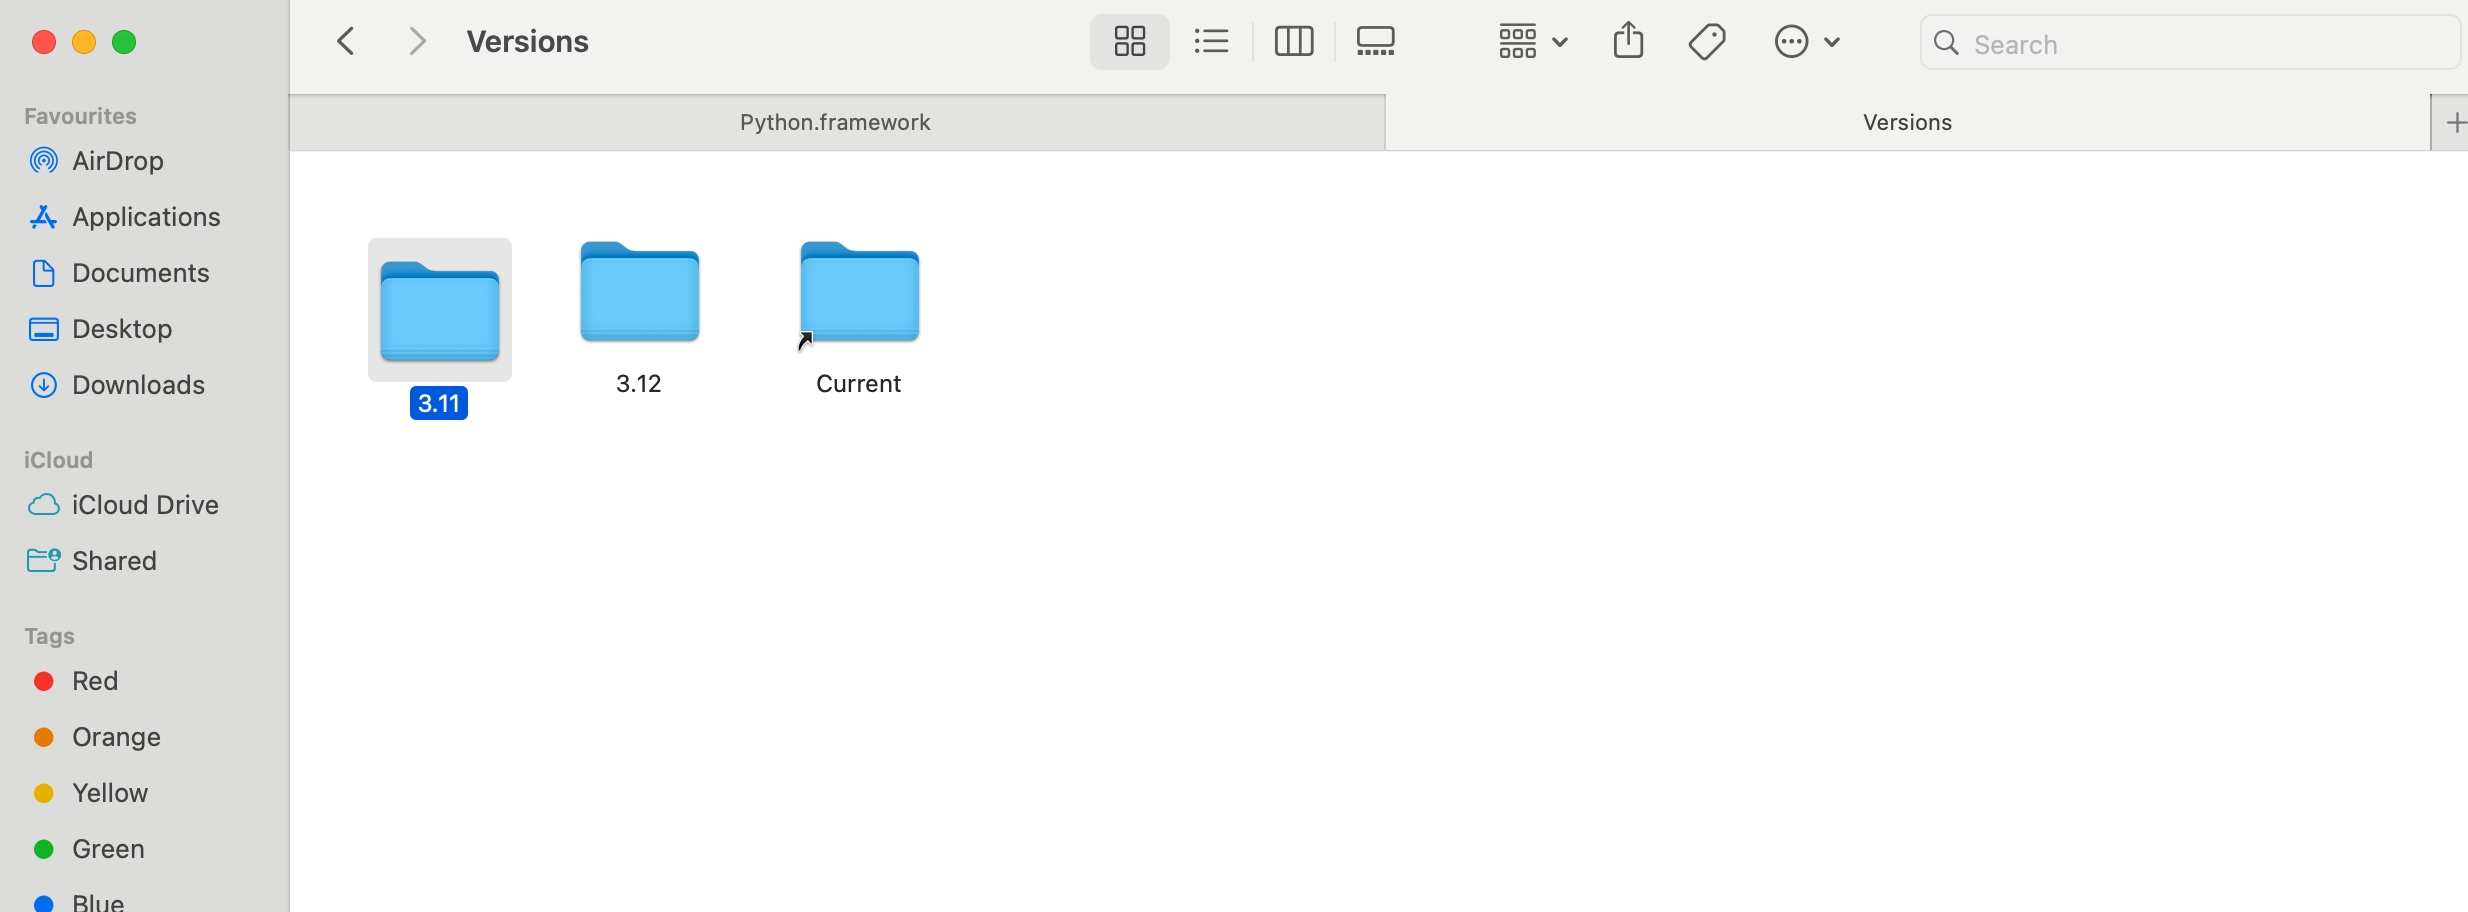 Versions
Search
Python.framework
Versions
Favourites
AirDrop
Applications
Documents
Desktop
Downloads
iCloud
iCloud Drive
Shared
Tags
Red
Orange
Yellow
Green
Blue
3.11
3.12
Current